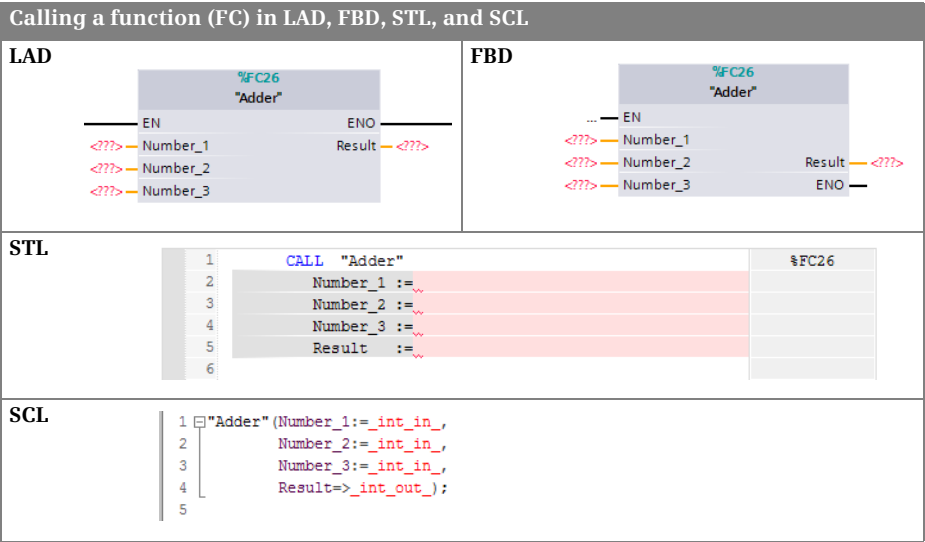 Calling a function (FC) in LAD, FBD, STL, and SCL
LAD
%FC26
"Adder"
EN ENO
<???> Number_1 Result <???>
<???> Number_2
<???> Number_3
FBD
%FC26
"Adder"
... EN
<???> Number_1
<???> Number_2 Result <???>
<???> Number_3 ENO
STL
1 CALL "Adder" %FC26
2 Number_1 :=
3 Number_2 :=
4 Number_3 :=
5 Result :=
6
SCL
1 "Adder"(Number_1:=_int_in_,
2 Number_2:=_int_in_,
3 Number_3:=_int_in_,
4 Result=>_int_out_);
5